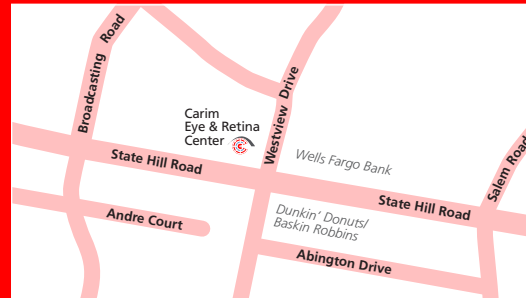 Broadcasting Road
Westview Drive
Carim
Eye & Retina
Center
Wells Fargo Bank
State Hill Road
Salem Road
State Hill Road
Andre Court
Dunkin’ Donuts/
Baskin Robbins
Abington Drive